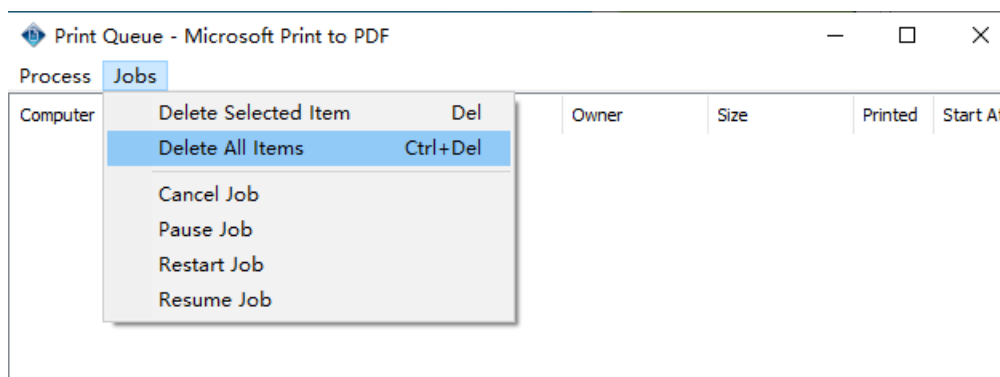 Print Queue - Microsoft Print to PDF
Process Jobs
Computer Owner Size Printed Start
Delete Selected Item Del
Delete All Items Ctrl+Del
Cancel Job
Pause Job
Restart Job
Resume Job